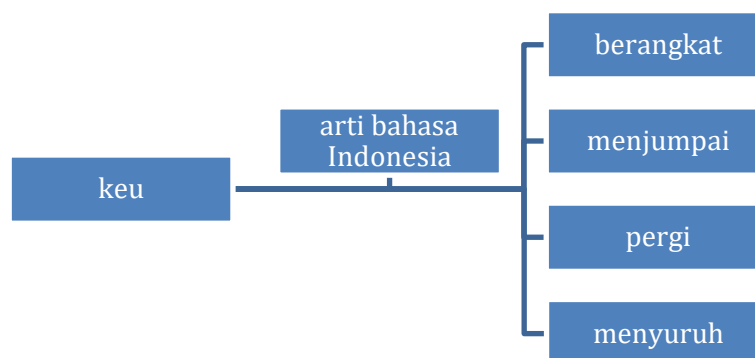 keu
arti bahasa
Indonesia
berangkat
menjumpai
pergi
menyuruh